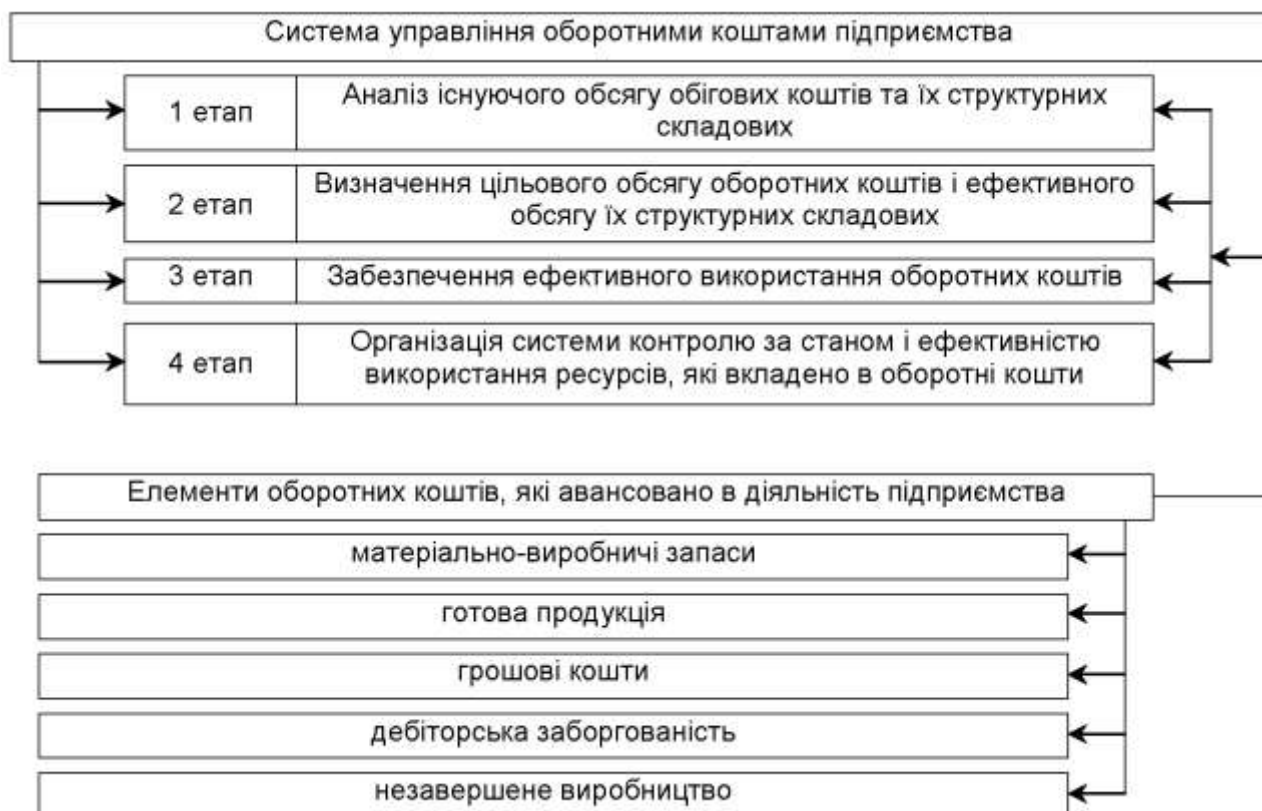 Система управління оборотними коштами підприємства
1 етап
Аналіз існуючого обсягу обігових коштів та їх структурних
складових
2 етап
Визначення цільового обсягу оборотних коштів і ефективного
обсягу їх структурних складових
3 етап
Забезпечення ефективного використання оборотних коштів
4 етап
Організація системи контролю за станом і ефективністю
використання ресурсів, які вкладено в оборотні кошти
Елементи оборотних коштів, які авансовано в діяльність підприємства
матеріально-виробничі запаси
готова продукція
грошові кошти
дебіторська заборгованість
незавершене виробництво